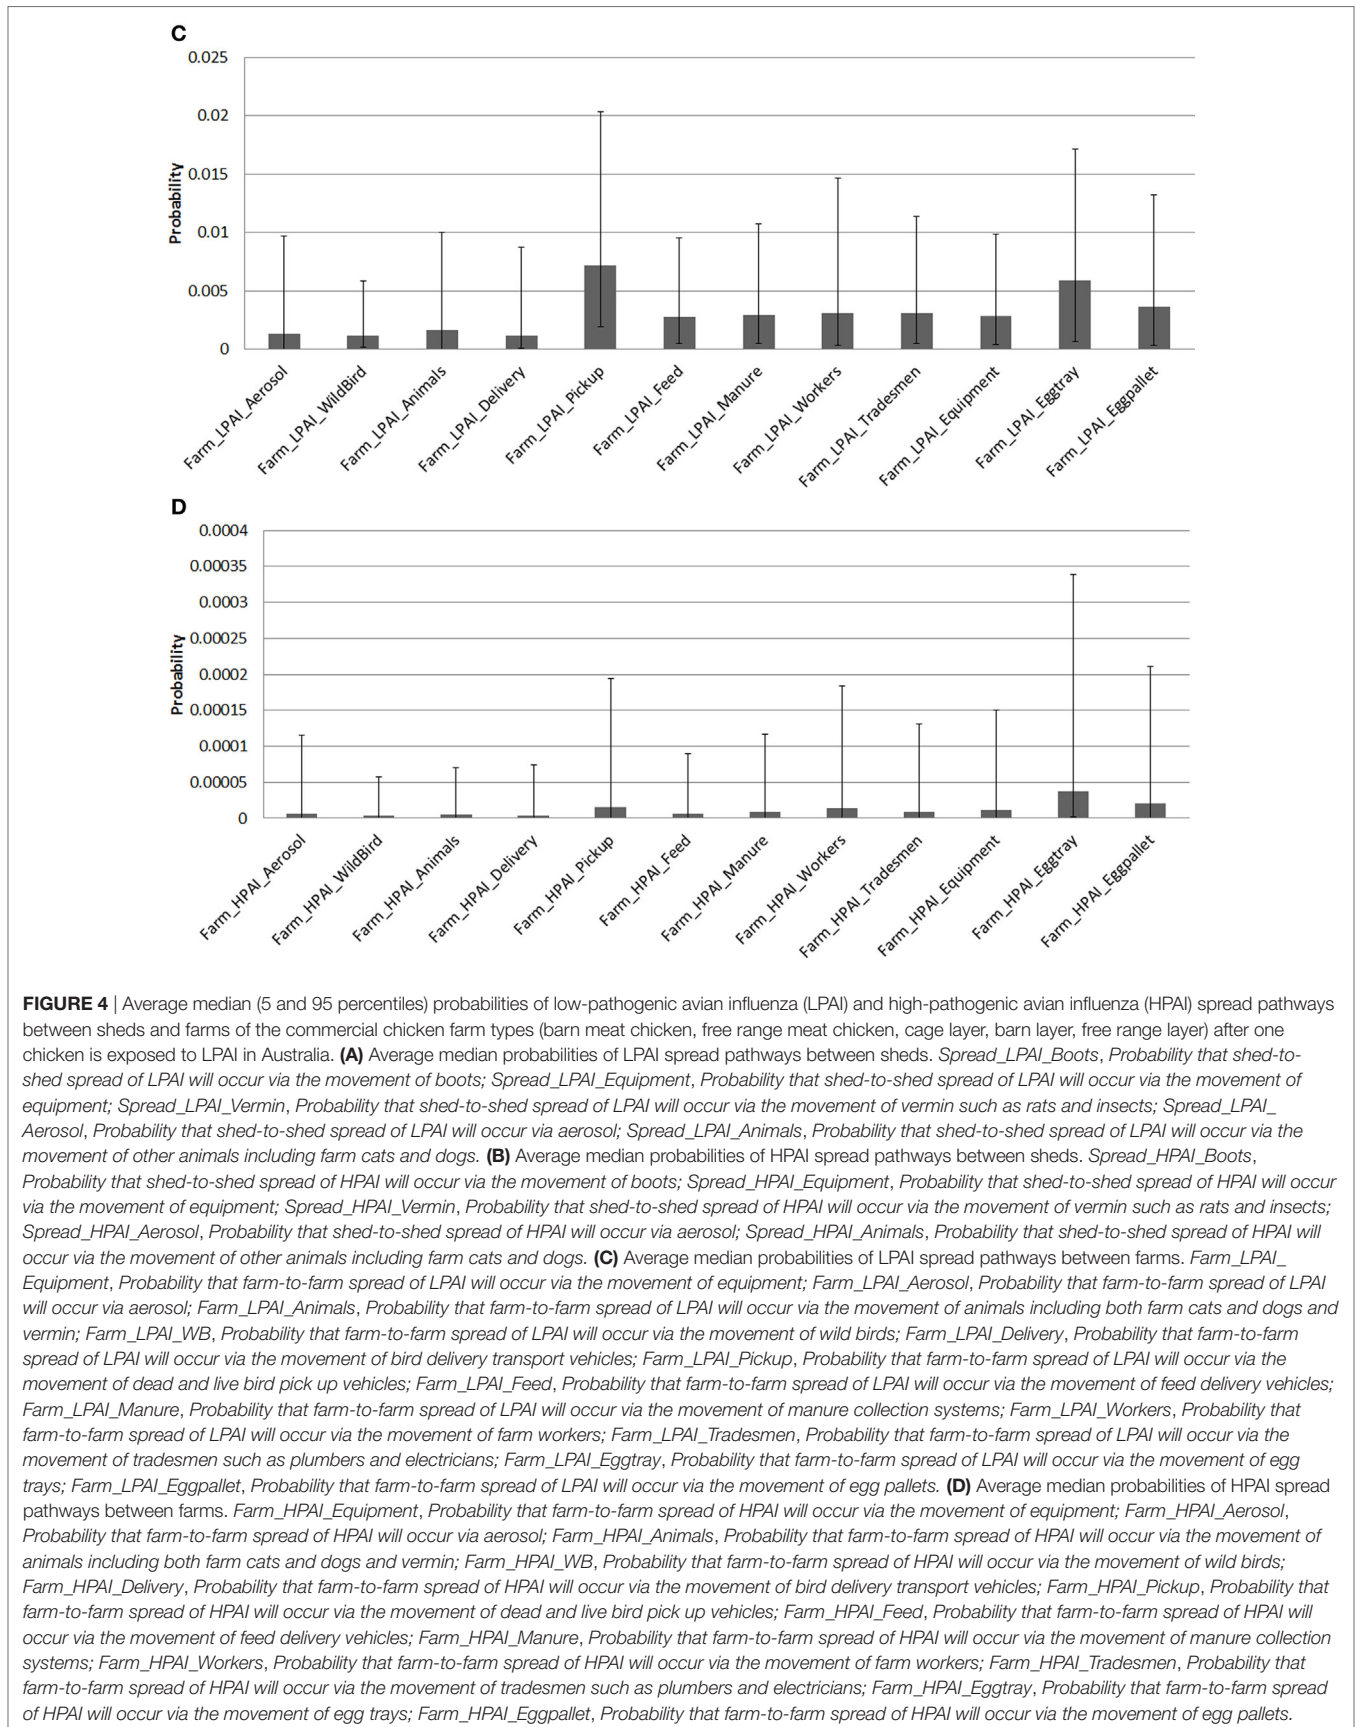 C
0.025
0.02
0.015
0.01
0.005
0
Probability
Farm_LPAI_Aerosol
Farm_LPAI_WildBird
Farm_LPAI_Animals
Farm_LPAI_Delivery
Farm_LPAI_Pickup
Farm_LPAI_Feed
Farm_LPAI_Manure
Farm_LPAI_Workers
Farm_LPAI_Tradesmen
Farm_LPAI_Equipment
Farm_LPAI_Eggtray
Farm_LPAI_Eggpallet
D
0.0004
0.00035
0.0003
0.00025
0.0002
0.00015
0.0001
0.00005
0
Probability
Farm_HPAI_Aerosol
Farm_HPAI_WildBird
Farm_HPAI_Animals
Farm_HPAI_Delivery
Farm_HPAI_Pickup
Farm_HPAI_Feed
Farm_HPAI_Manure
Farm_HPAI_Workers
Farm_HPAI_Tradesmen
Farm_HPAI_Equipment
Farm_HPAI_Eggtray
Farm_HPAI_Eggpallet
FIGURE 4 | Average median (5 and 95 percentiles) probabilities of low-pathogenic avian influenza (LPAI) and high-pathogenic avian influenza (HPAI) spread pathways
between sheds and farms of the commercial chicken farm types (barn meat chicken, free range meat chicken, cage layer, barn layer, free range layer) after one
chicken is exposed to LPAI in Australia. (A) Average median probabilities of LPAI spread pathways between sheds. Spread_LPAI_Boots, Probability that shed-to-
shed spread of LPAI will occur via the movement of boots; Spread_LPAI_Equipment, Probability that shed-to-shed spread of LPAI will occur via the movement of
equipment; Spread_LPAI_Vermin, Probability that shed-to-shed spread of LPAI will occur via the movement of vermin such as rats and insects; Spread_LPAI_
Aerosol, Probability that shed-to-shed spread of LPAI will occur via aerosol; Spread_LPAI_Animals, Probability that shed-to-shed spread of LPAI will occur via the
movement of other animals including farm cats and dogs. (B) Average median probabilities of HPAI spread pathways between sheds. Spread_HPAI_Boots,
Probability that shed-to-shed spread of HPAI will occur via the movement of boots; Spread_HPAI_Equipment, Probability that shed-to-shed spread of HPAI will occur
via the movement of equipment; Spread_HPAI_Vermin, Probability that shed-to-shed spread of HPAI will occur via the movement of vermin such as rats and insects;
Spread_HPAI_Aerosol, Probability that shed-to-shed spread of HPAI will occur via aerosol; Spread_HPAI_Animals, Probability that shed-to-shed spread of HPAI will
occur via the movement of other animals including farm cats and dogs. (C) Average median probabilities of LPAI spread pathways between farms. Farm_LPAI_
Equipment, Probability that farm-to-farm spread of LPAI will occur via the movement of equipment; Farm_LPAI_Aerosol, Probability that farm-to-farm spread of LPAI
will occur via aerosol; Farm_LPAI_Animals, Probability that farm-to-farm spread of LPAI will occur via the movement of animals including both farm cats and dogs and
vermin; Farm_LPAI_WB, Probability that farm-to-farm spread of LPAI will occur via the movement of wild birds; Farm_LPAI_Delivery, Probability that farm-to-farm
spread of LPAI will occur via the movement of bird delivery transport vehicles; Farm_LPAI_Pickup, Probability that farm-to-farm spread of LPAI will occur via the
movement of dead and live bird pick up vehicles; Farm_LPAI_Feed, Probability that farm-to-farm spread of LPAI will occur via the movement of feed delivery vehicles;
Farm_LPAI_Manure, Probability that farm-to-farm spread of LPAI will occur via the movement of manure collection systems; Farm_LPAI_Workers, Probability that
farm-to-farm spread of LPAI will occur via the movement of farm workers; Farm_LPAI_Tradesmen, Probability that farm-to-farm spread of LPAI will occur via the
movement of tradesmen such as plumbers and electricians; Farm_LPAI_Eggtray, Probability that farm-to-farm spread of LPAI will occur via the movement of egg
trays; Farm_LPAI_Eggpallet, Probability that farm-to-farm spread of LPAI will occur via the movement of egg pallets. (D) Average median probabilities of HPAI spread
pathways between farms. Farm_HPAI_Equipment, Probability that farm-to-farm spread of HPAI will occur via the movement of equipment; Farm_HPAI_Aerosol,
Probability that farm-to-farm spread of HPAI will occur via aerosol; Farm_HPAI_Animals, Probability that farm-to-farm spread of HPAI will occur via the movement of
animals including both farm cats and dogs and vermin; Farm_HPAI_WB, Probability that farm-to-farm spread of HPAI will occur via the movement of wild birds;
Farm_HPAI_Delivery, Probability that farm-to-farm spread of HPAI will occur via the movement of bird delivery transport vehicles; Farm_HPAI_Pickup, Probability that
farm-to-farm spread of HPAI will occur via the movement of dead and live bird pick up vehicles; Farm_HPAI_Feed, Probability that farm-to-farm spread of HPAI will
occur via the movement of feed delivery vehicles; Farm_HPAI_Manure, Probability that farm-to-farm spread of HPAI will occur via the movement of manure collection
systems; Farm_HPAI_Workers, Probability that farm-to-farm spread of HPAI will occur via the movement of farm workers; Farm_HPAI_Tradesmen, Probability that
farm-to-farm spread of HPAI will occur via the movement of tradesmen such as plumbers and electricians; Farm_HPAI_Eggtray, Probability that farm-to-farm spread
of HPAI will occur via the movement of egg trays; Farm_HPAI_Eggpallet, Probability that farm-to-farm spread of HPAI will occur via the movement of egg pallets.